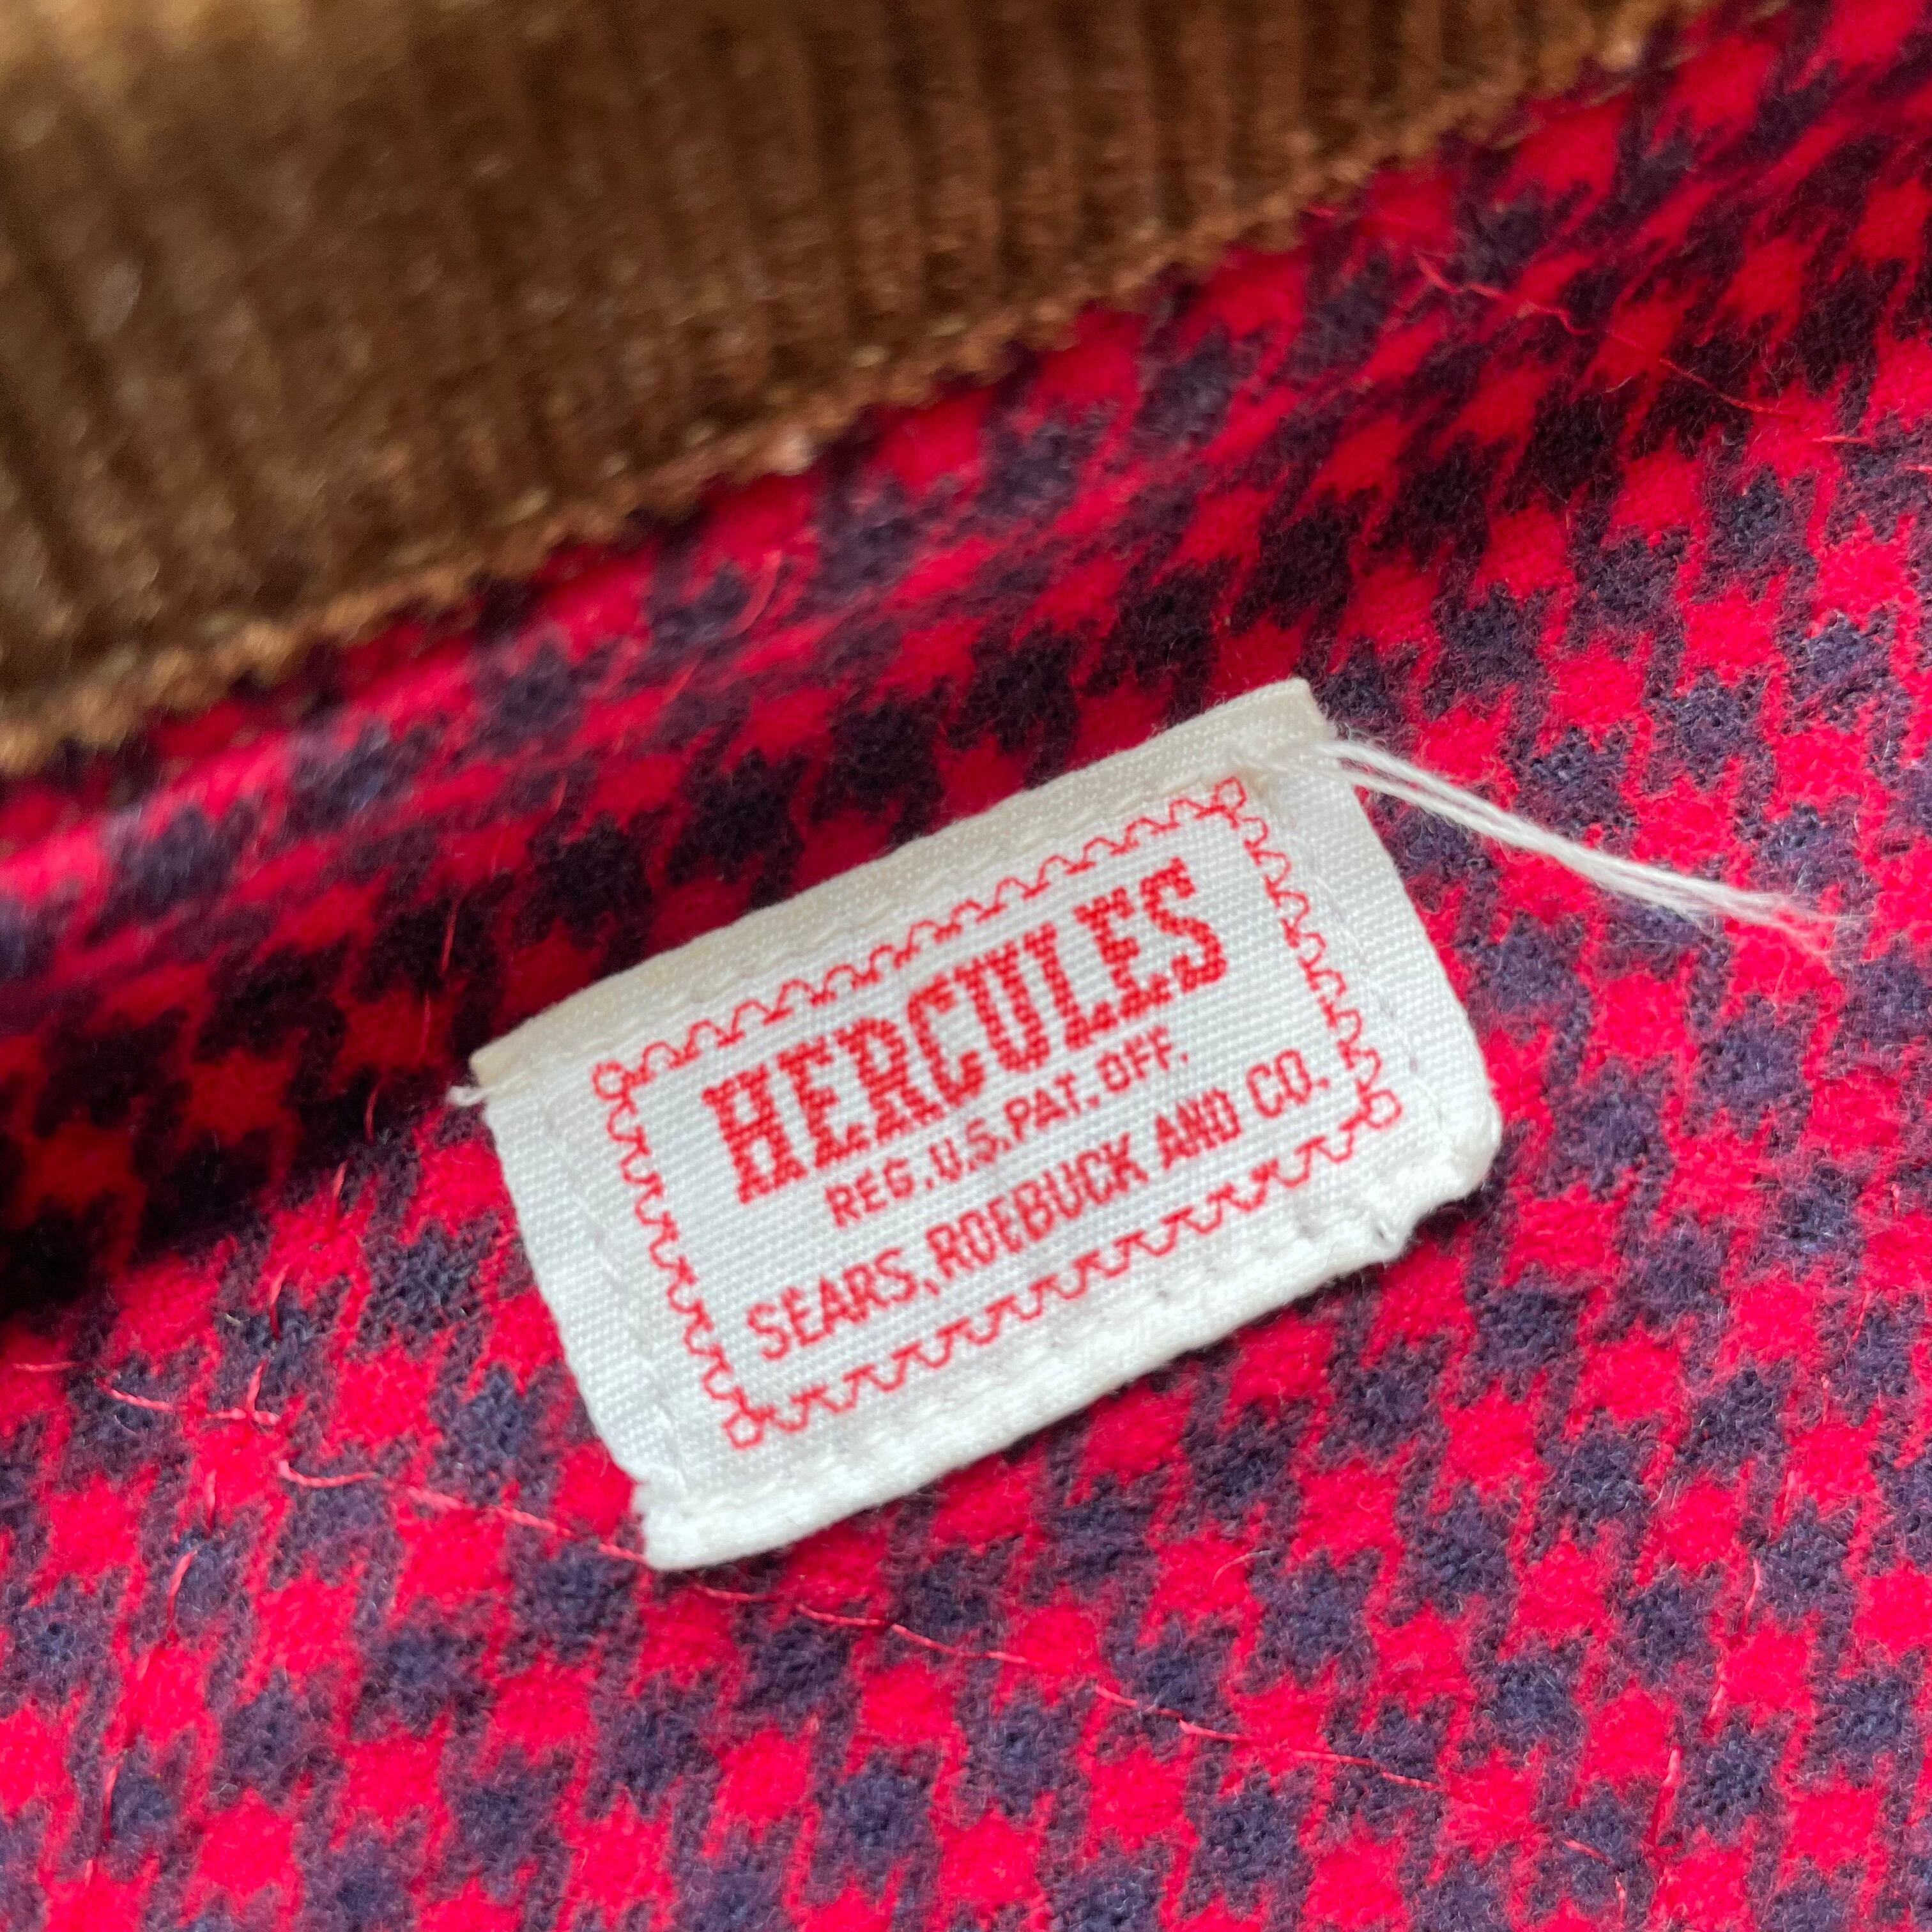 HERCULES
REG. U.S. PAT. OFF.
SEARS, ROEBUCK AND CO.